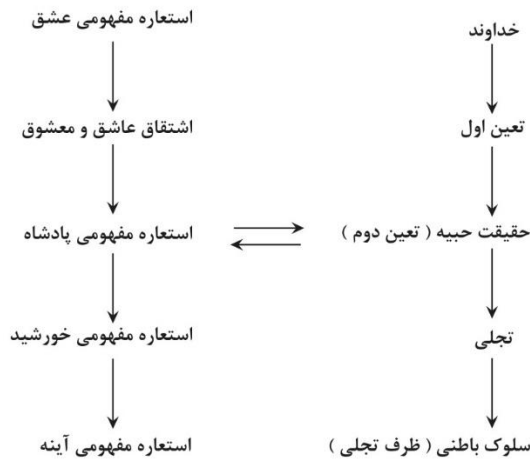 خداوند
تعین اول
حقیقت حبیه ( تعین دوم )
تجلی
سلوک باطنی ( ظرف تجلی )
استعاره مفهومی عشق
اشتقاق عاشق و معشوق
استعاره مفهومی پادشاه
استعاره مفهومی خورشید
استعاره مفهومی آینه